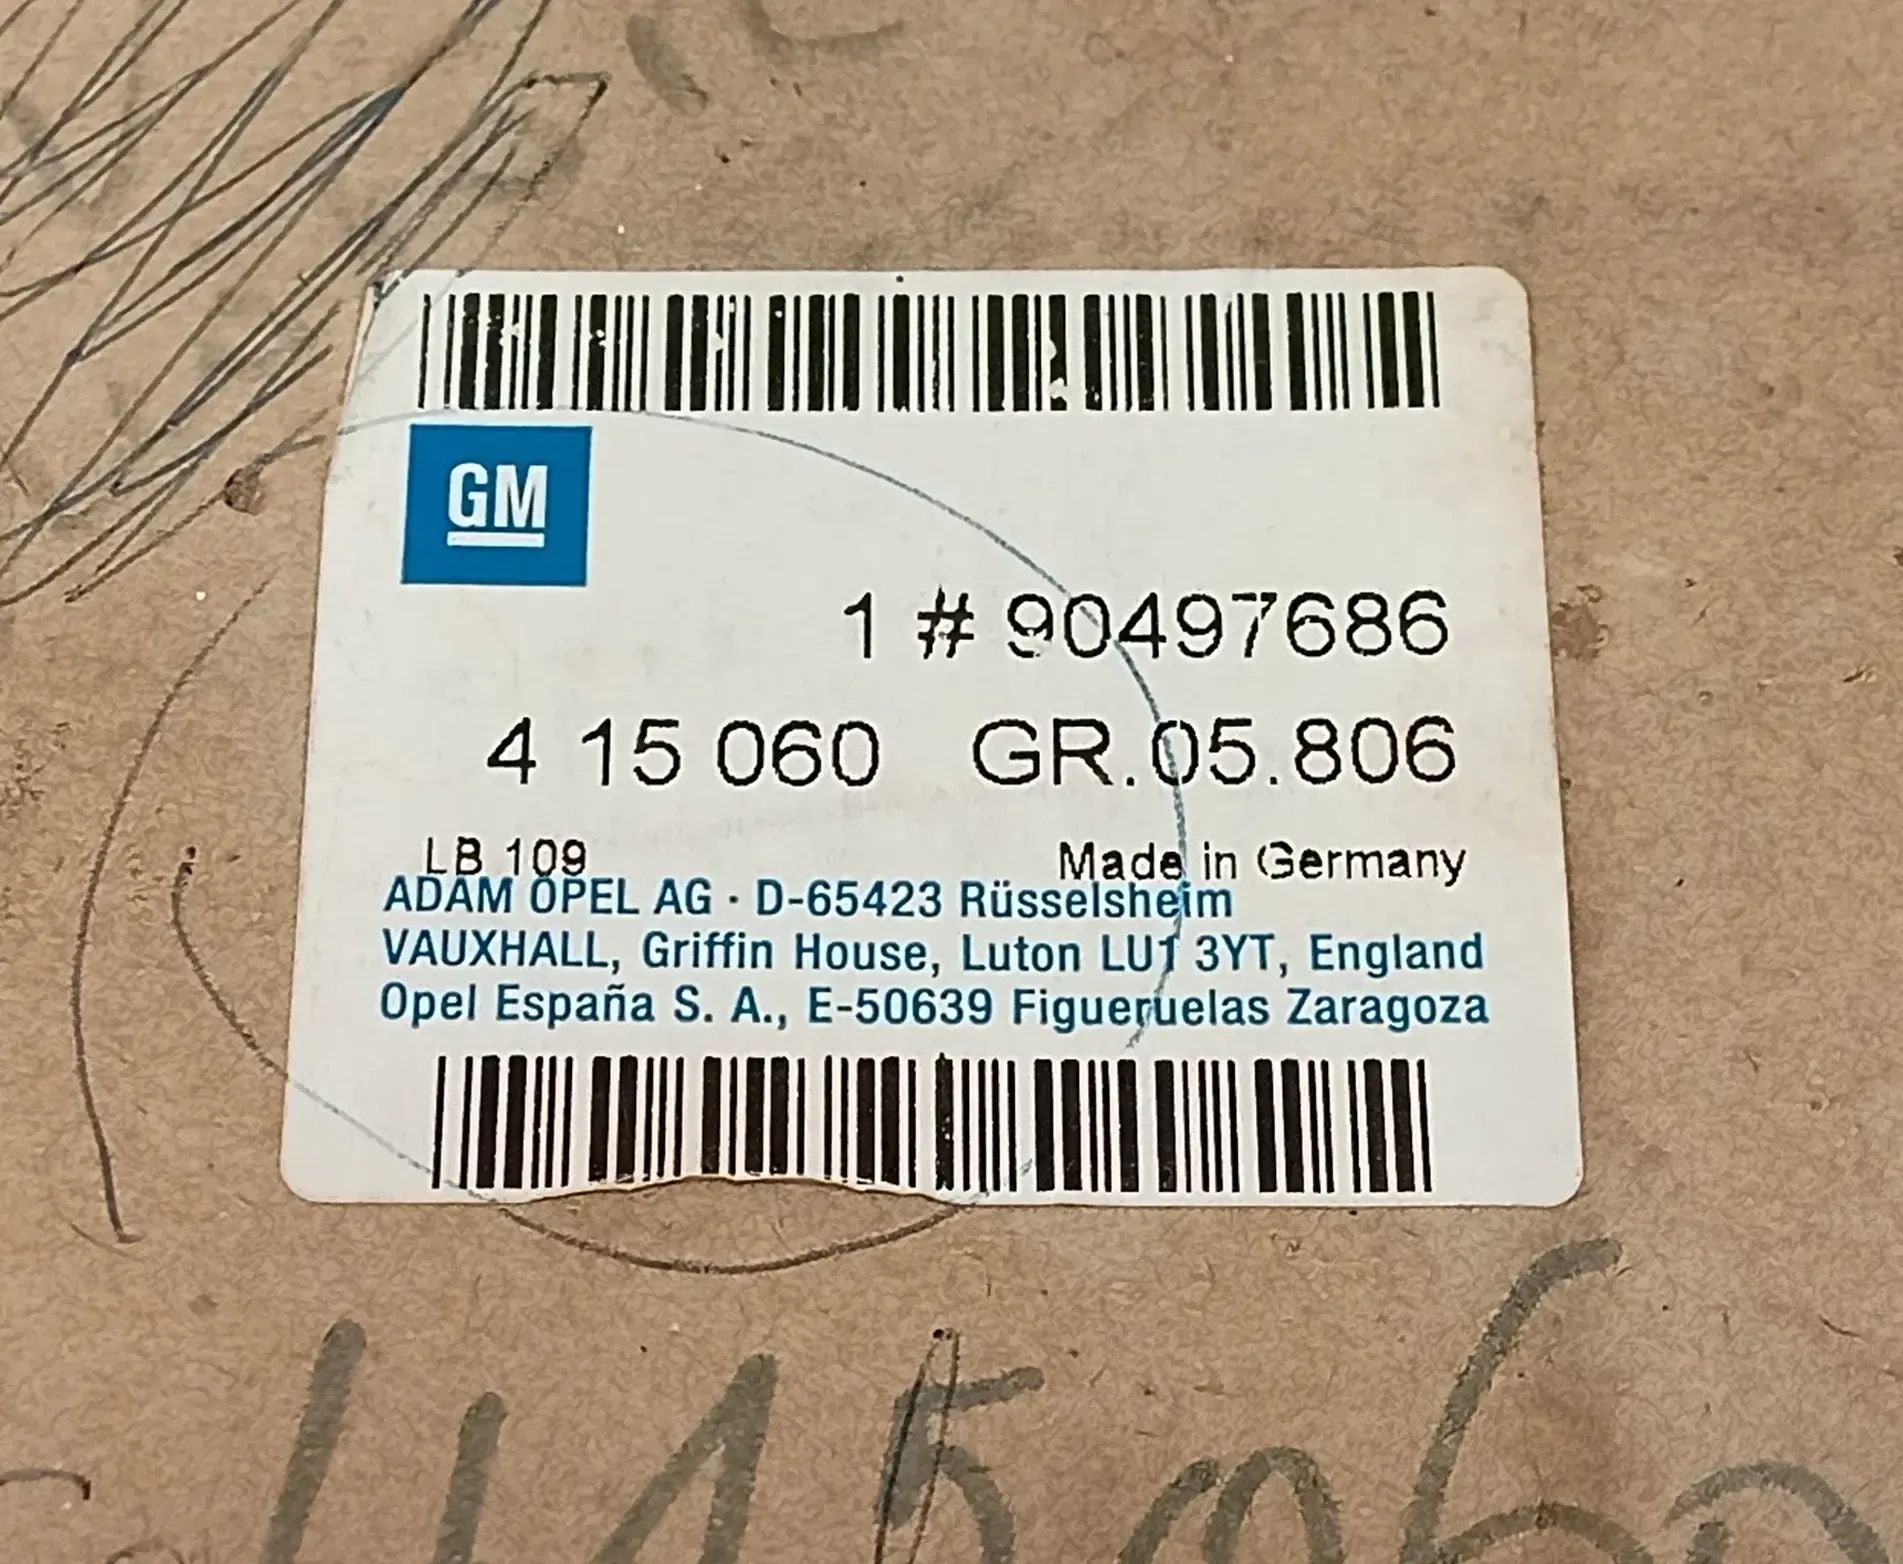 GM
1 # 90497686
4 15 060 GR.05.806
LB 109 Made in Germany
ADAM OPEL AG · D-65423 Rüsselsheim
VAUXHALL, Griffin House, Luton LU1 3YT, England
Opel España S. A., E-50639 Figueruelas Zaragoza
415060